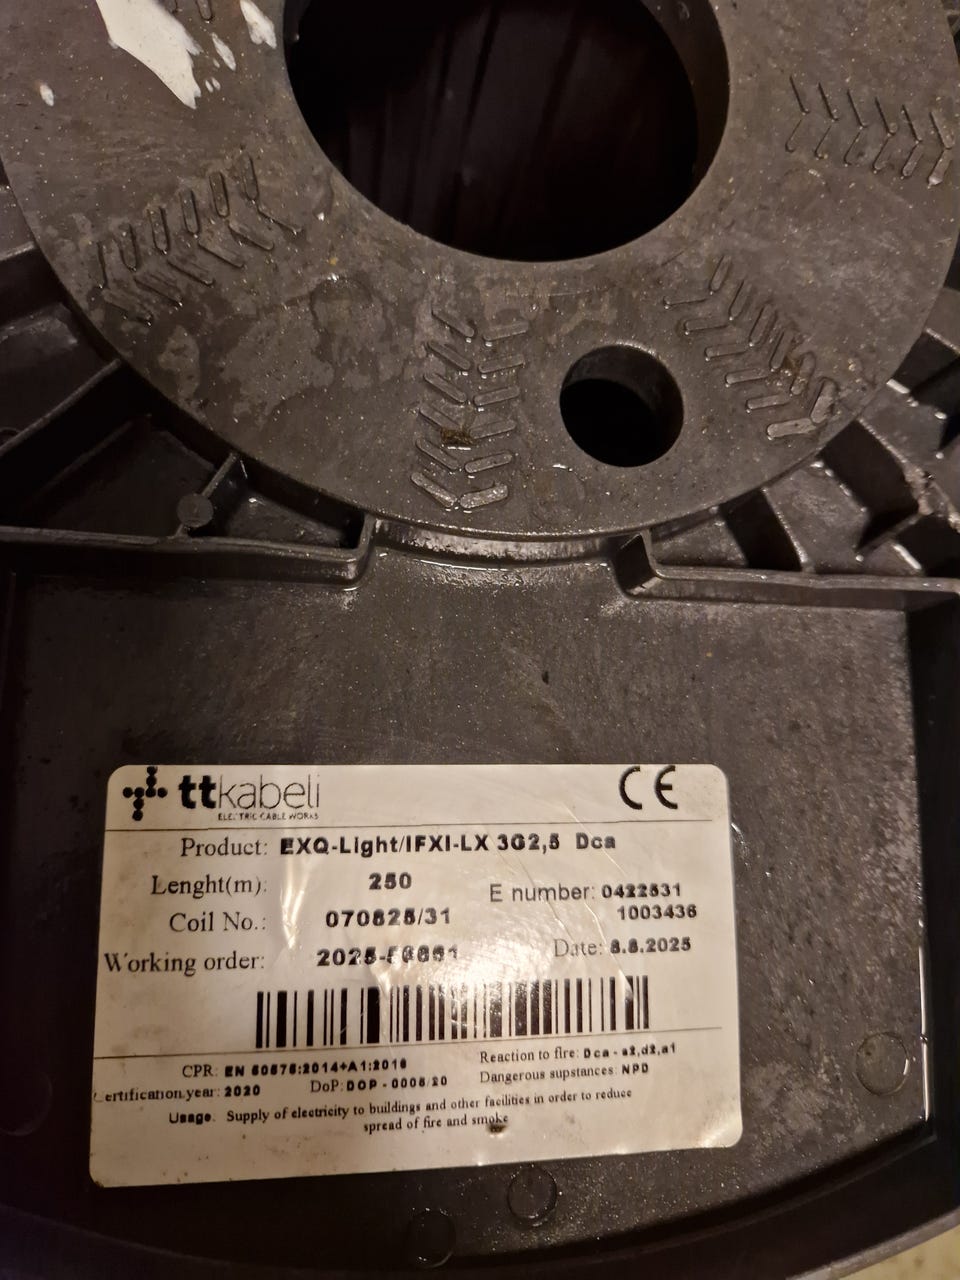 ttkabeli
ELECTRIC CABLE WORKS
CE
Product: EXQ-Light/IFXI-LX 3G2,5 Dca
Lenght(m): 250
E number: 0422531
1003436
Coil No.: 070825/31
Working order:
Date: 8.8.2025
CPR: EN 50575:2014+A1:2016
Reaction to fire: Dca - s2,d2,a1
Certification year: 2020
DoP: DOP - 0008/20
Dangerous supstances: NPD
Usage. Supply of electricity to buildings and other facilities in order to reduce
spread of fire and smoke